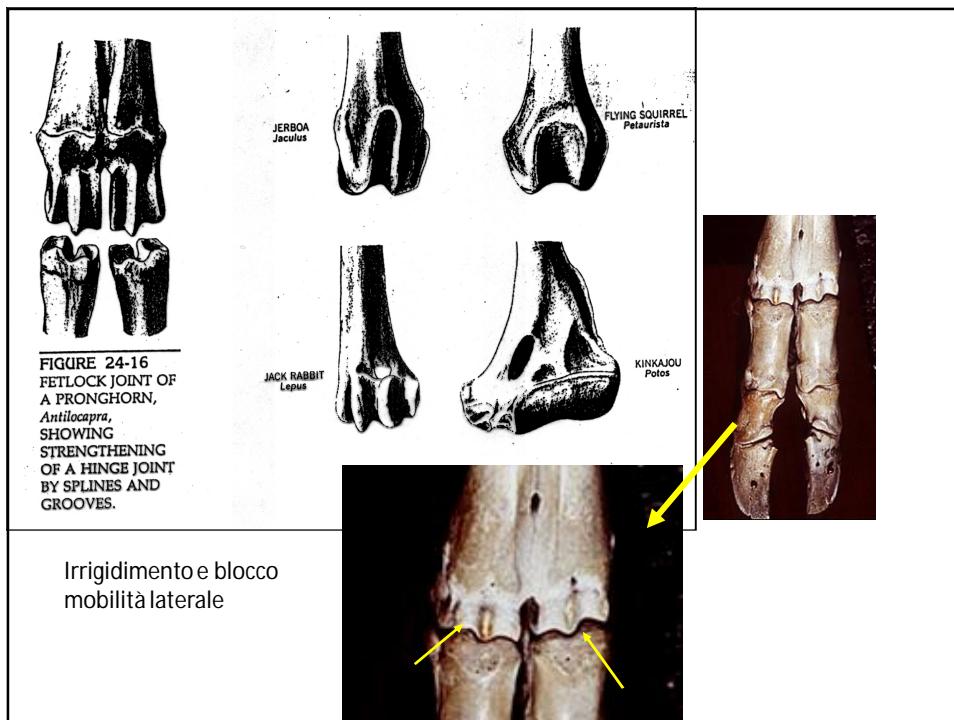 JERBOA
Jaculus
FLYING SQUIRREL
Petaurista
JACK RABBIT
Lepus
KINKAJOU
Potos
FIGURE 24-16
FETLOCK JOINT OF
A PRONGHORN,
Antilocapra,
SHOWING
STRENGTHENING
OF A HINGE JOINT
BY SPLINES AND
GROOVES.
Irrigidimento e blocco
mobilità laterale